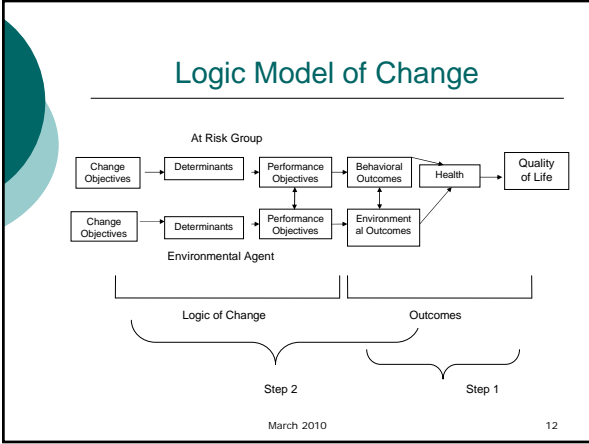 Logic Model of Change
At Risk Group
Change
Objectives
Determinants
Performance
Objectives
Behavioral
Outcomes
Health
Quality
of Life
Change
Objectives
Determinants
Performance
Objectives
Environment
al Outcomes
Environmental Agent
Logic of Change
Outcomes
Step 2
Step 1
March 2010
12